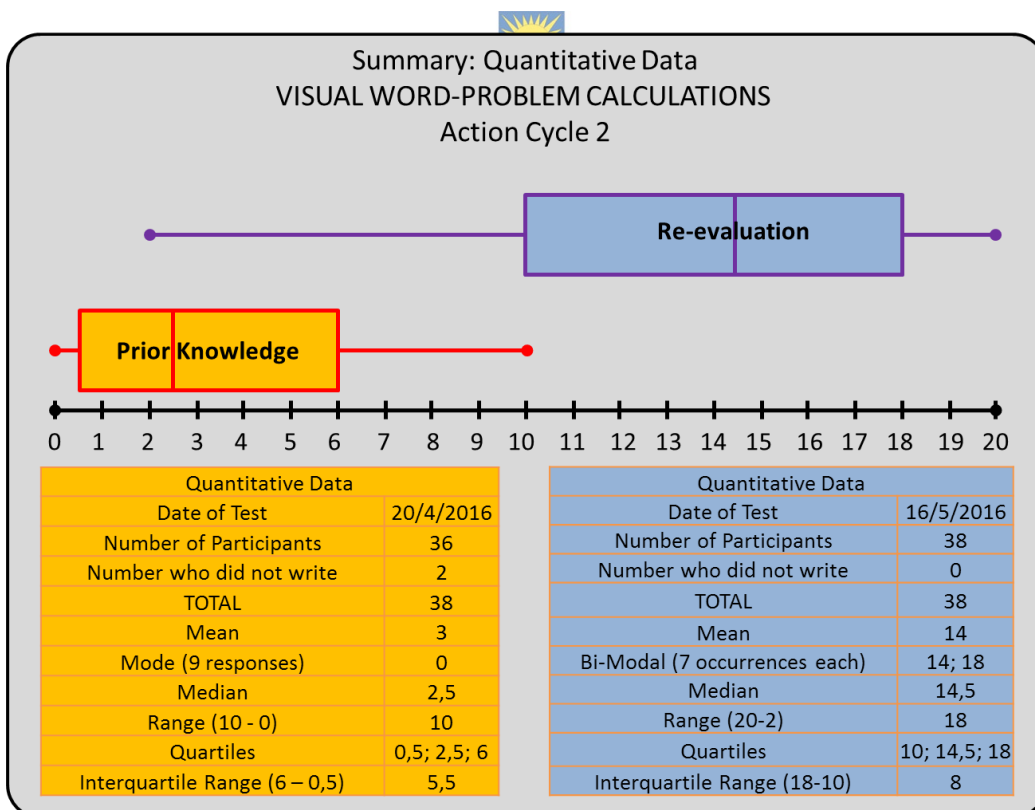 Summary: Quantitative Data
VISUAL WORD-PROBLEM CALCULATIONS
Action Cycle 2
Re-evaluation
Prior Knowledge
0 1 2 3 4 5 6 7 8 9 10 11 12 13 14 15 16 17 18 19 20
Quantitative Data
Date of Test 20/4/2016
Number of Participants 36
Number who did not write 2
TOTAL 38
Mean 3
Mode (9 responses) 0
Median 2,5
Range (10 - 0) 10
Quartiles 0,5; 2,5; 6
Interquartile Range (6 – 0,5) 5,5
Quantitative Data
Date of Test 16/5/2016
Number of Participants 38
Number who did not write 0
TOTAL 38
Mean 14
Bi-Modal (7 occurrences each) 14; 18
Median 14,5
Range (20-2) 18
Quartiles 10; 14,5; 18
Interquartile Range (18-10) 8